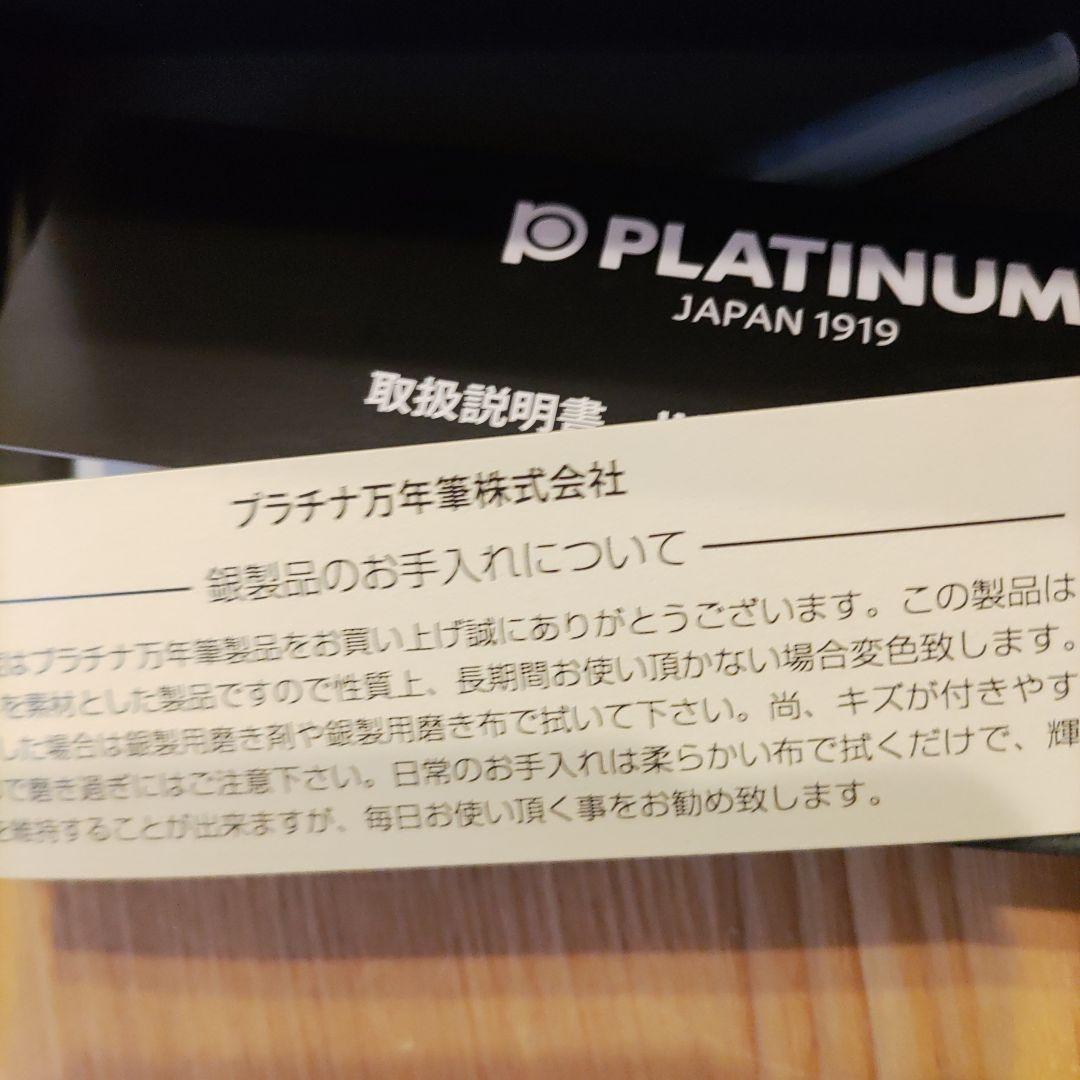 PLATINUM
JAPAN 1919
取扱説明書
プラチナ万年筆株式会社
銀製品のお手入れについて
はプラチナ万年筆製品をお買い上げ誠にありがとうございます。この製品は
を素材とした製品ですので性質上、長期間お使い頂かない場合変色致します。
した場合は銀製用磨き剤や銀製用磨き布で拭いて下さい。尚、キズが付きやす
で磨き過ぎにはご注意下さい。日常のお手入れは柔らかい布で拭くだけで、輝
を維持することが出来ますが、毎日お使い頂く事をお勧め致します。